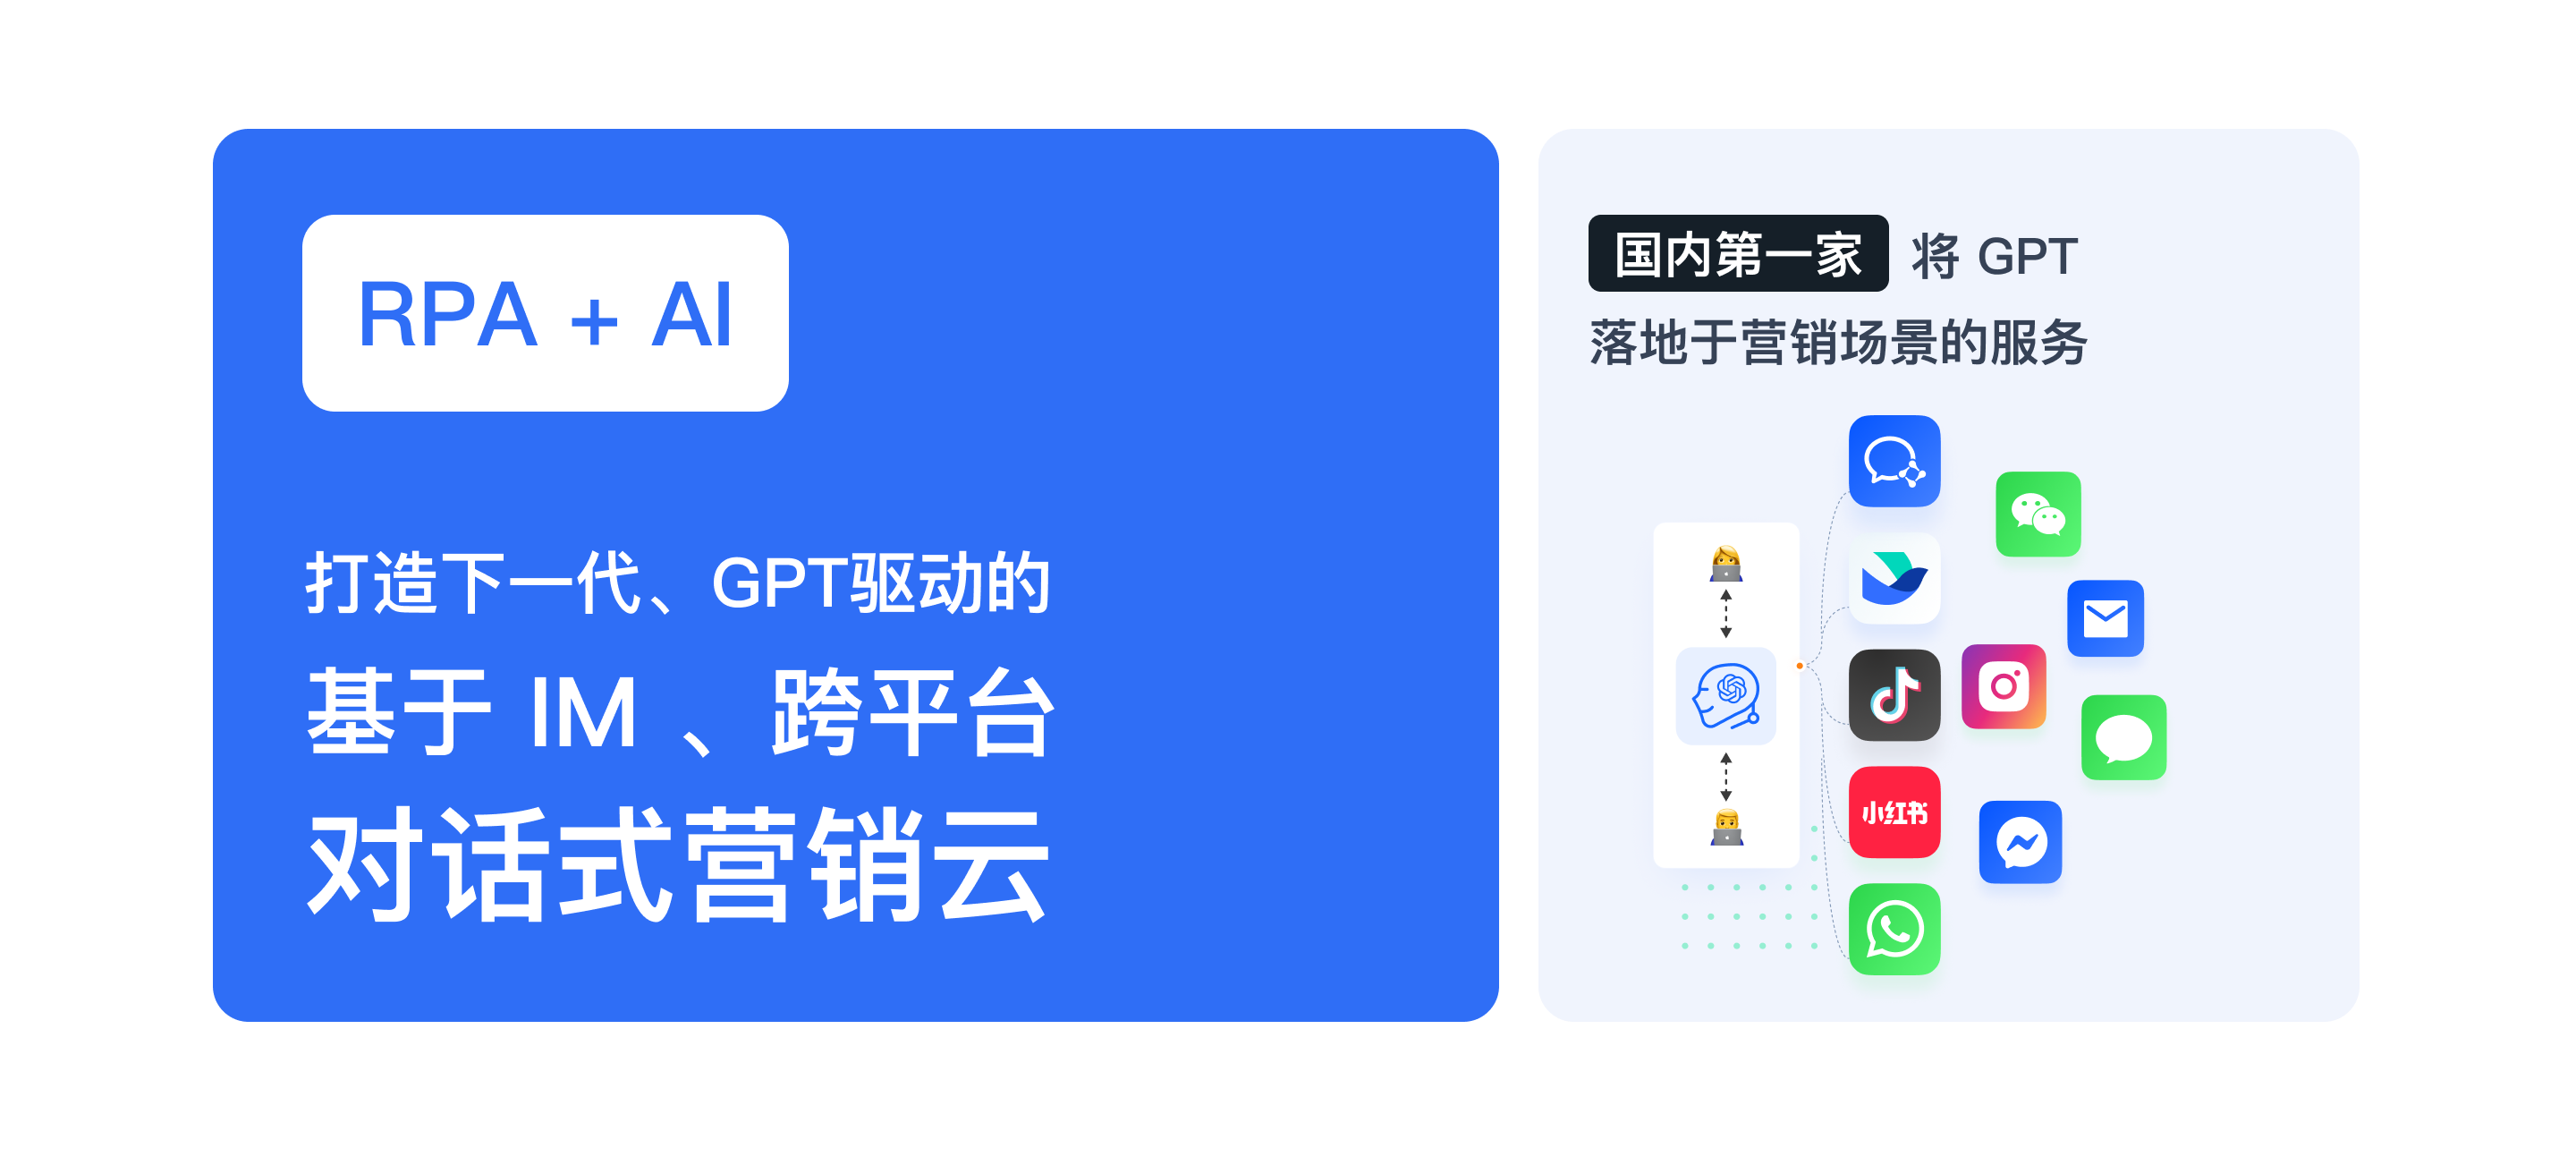 RPA + AI
打造下一代、GPT驱动的
基于 IM 、跨平台
对话式营销云
国内第一家 将 GPT
落地于营销场景的服务
小红书